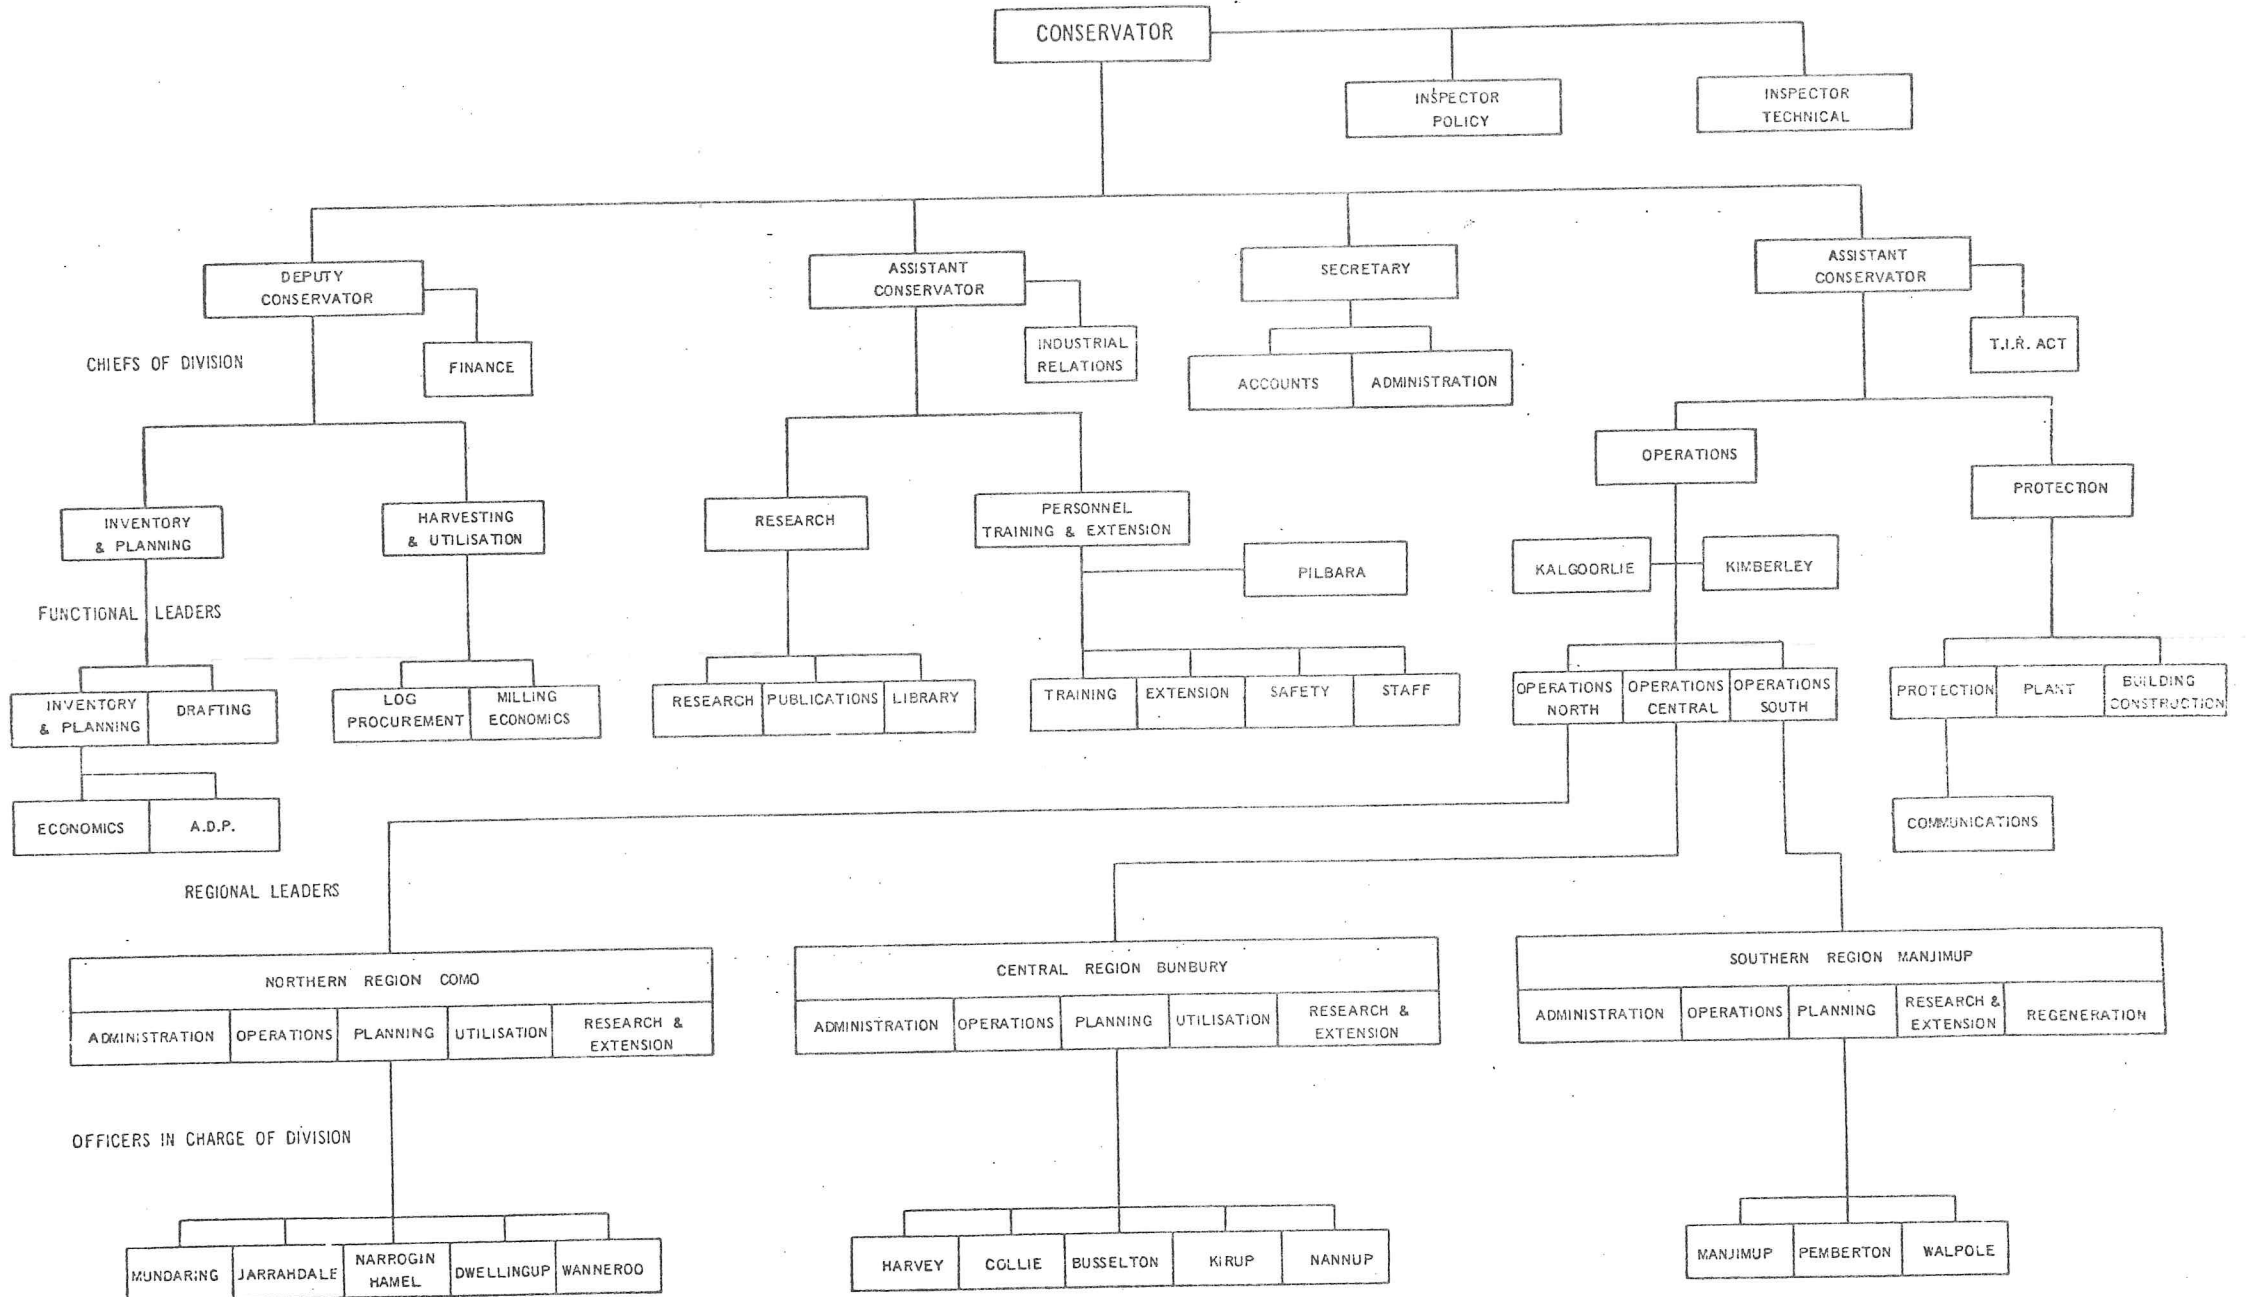 CONSERVATOR
INSPECTOR
POLICY
INSPECTOR
TECHNICAL
DEPUTY
CONSERVATOR
ASSISTANT
CONSERVATOR
SECRETARY
ASSISTANT
CONSERVATOR
CHIEFS OF DIVISION
FINANCE
INDUSTRIAL
RELATIONS
ACCOUNTS
ADMINISTRATION
T.I.R. ACT
OPERATIONS
PROTECTION
INVENTORY
& PLANNING
HARVESTING
& UTILISATION
RESEARCH
PERSONNEL
TRAINING & EXTENSION
PILBARA
KALGOORLIE
KIMBERLEY
FUNCTIONAL LEADERS
INVENTORY
& PLANNING
DRAFTING
LOG
PROCUREMENT
MILLING
ECONOMICS
RESEARCH
PUBLICATIONS
LIBRARY
TRAINING
EXTENSION
SAFETY
STAFF
OPERATIONS
NORTH
OPERATIONS
CENTRAL
OPERATIONS
SOUTH
PROTECTION
PLANT
BUILDING
CONSTRUCTION
ECONOMICS
A.D.P.
COMMUNICATIONS
REGIONAL LEADERS
NORTHERN REGION COMO
ADMINISTRATION
OPERATIONS
PLANNING
UTILISATION
RESEARCH &
EXTENSION
CENTRAL REGION BUNBURY
ADMINISTRATION
OPERATIONS
PLANNING
UTILISATION
RESEARCH &
EXTENSION
SOUTHERN REGION MANJIMUP
ADMINISTRATION
OPERATIONS
PLANNING
RESEARCH &
EXTENSION
REGENERATION
OFFICERS IN CHARGE OF DIVISION
MUNDARING
JARRAHDALE
NARROGIN
HAMEL
DWELLINGUP
WANNEROO
HARVEY
COLLIE
BUSSELTON
KIRUP
NANNUP
MANJIMUP
PEMBERTON
WALPOLE